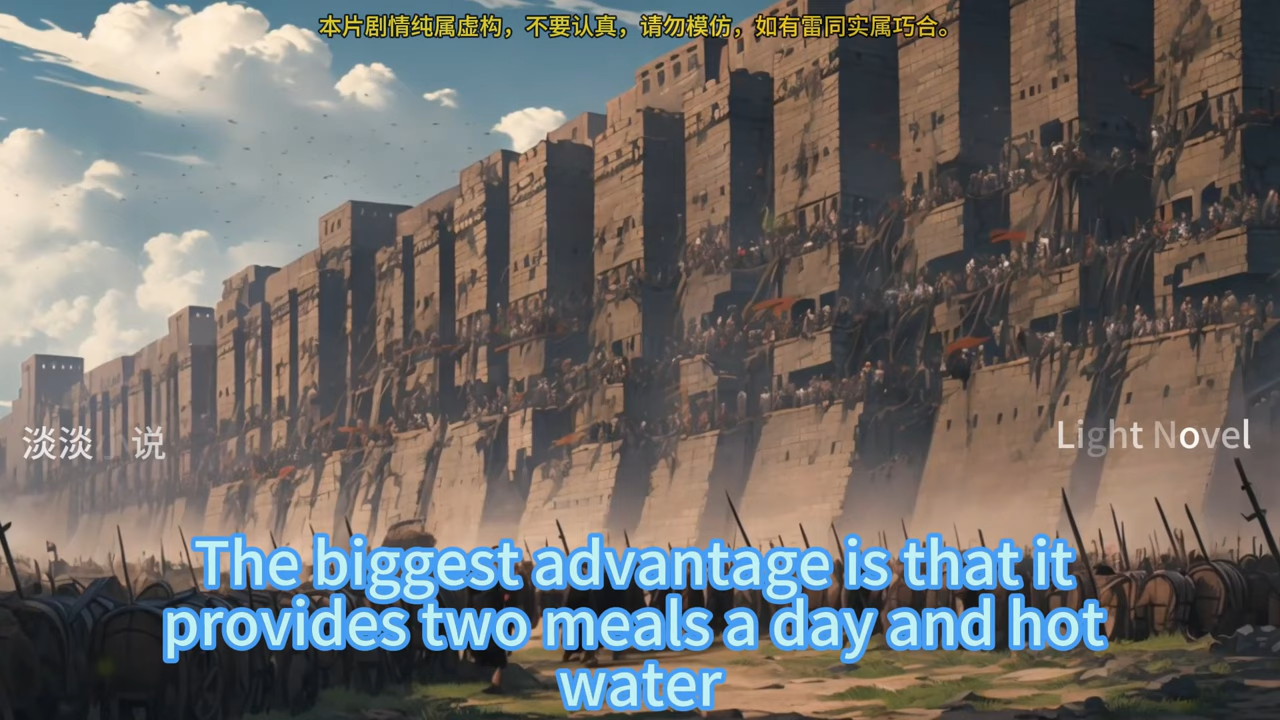 本片剧情纯属虚构，不要认真，请勿模仿，如有雷同实属巧合。
淡淡小说
Light Novel
The biggest advantage is that it
provides two meals a day and hot
water